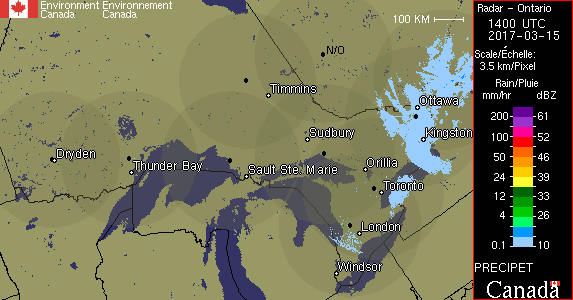 Environment Environnement
Canada Canada
100 KM
N/O
Timmins
Ottawa
Sudbury
Kingston
Dryden
Thunder Bay
Sault Ste. Marie
Orillia
Toronto
London
Windsor
Radar – Ontario
1400 UTC
2017-03-15
Scale/Échelle:
3.5 km/Pixel
Rain/Pluie
mm/hr dBZ
200 61
100 52
50 46
24 39
12 33
4 26
0.1 10
PRECIPET
Canada